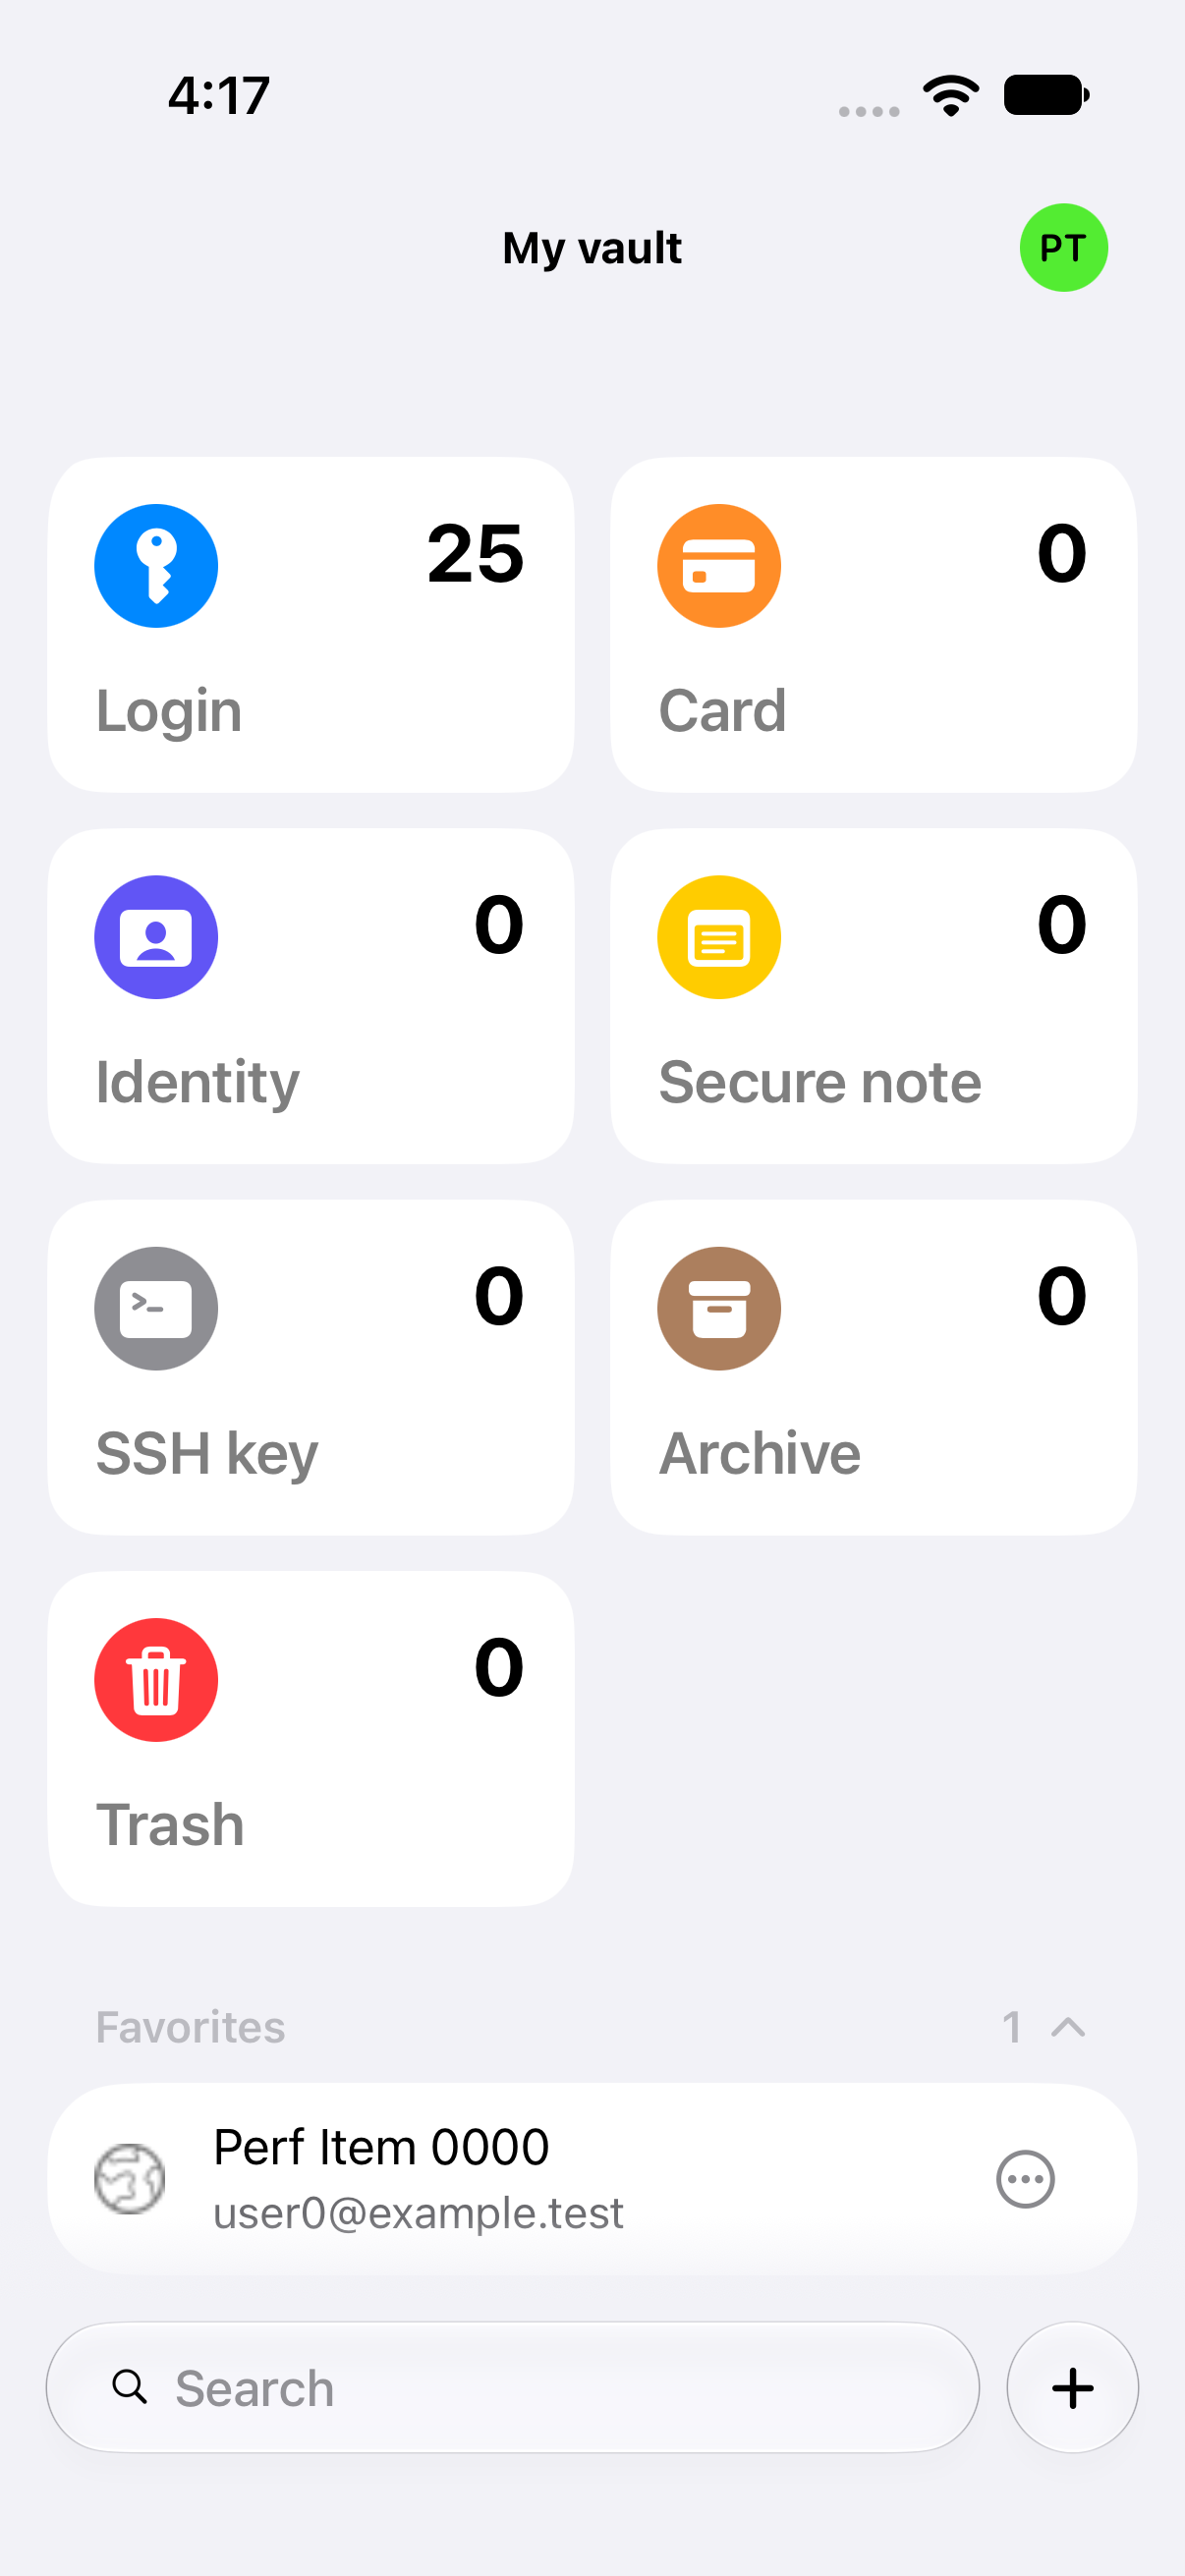 4:17
My vault
PT
25
Login
0
Card
0
Identity
0
Secure note
0
SSH key
0
Archive
0
Trash
Favorites 1
Perf Item 0000
user0@example.test
Search